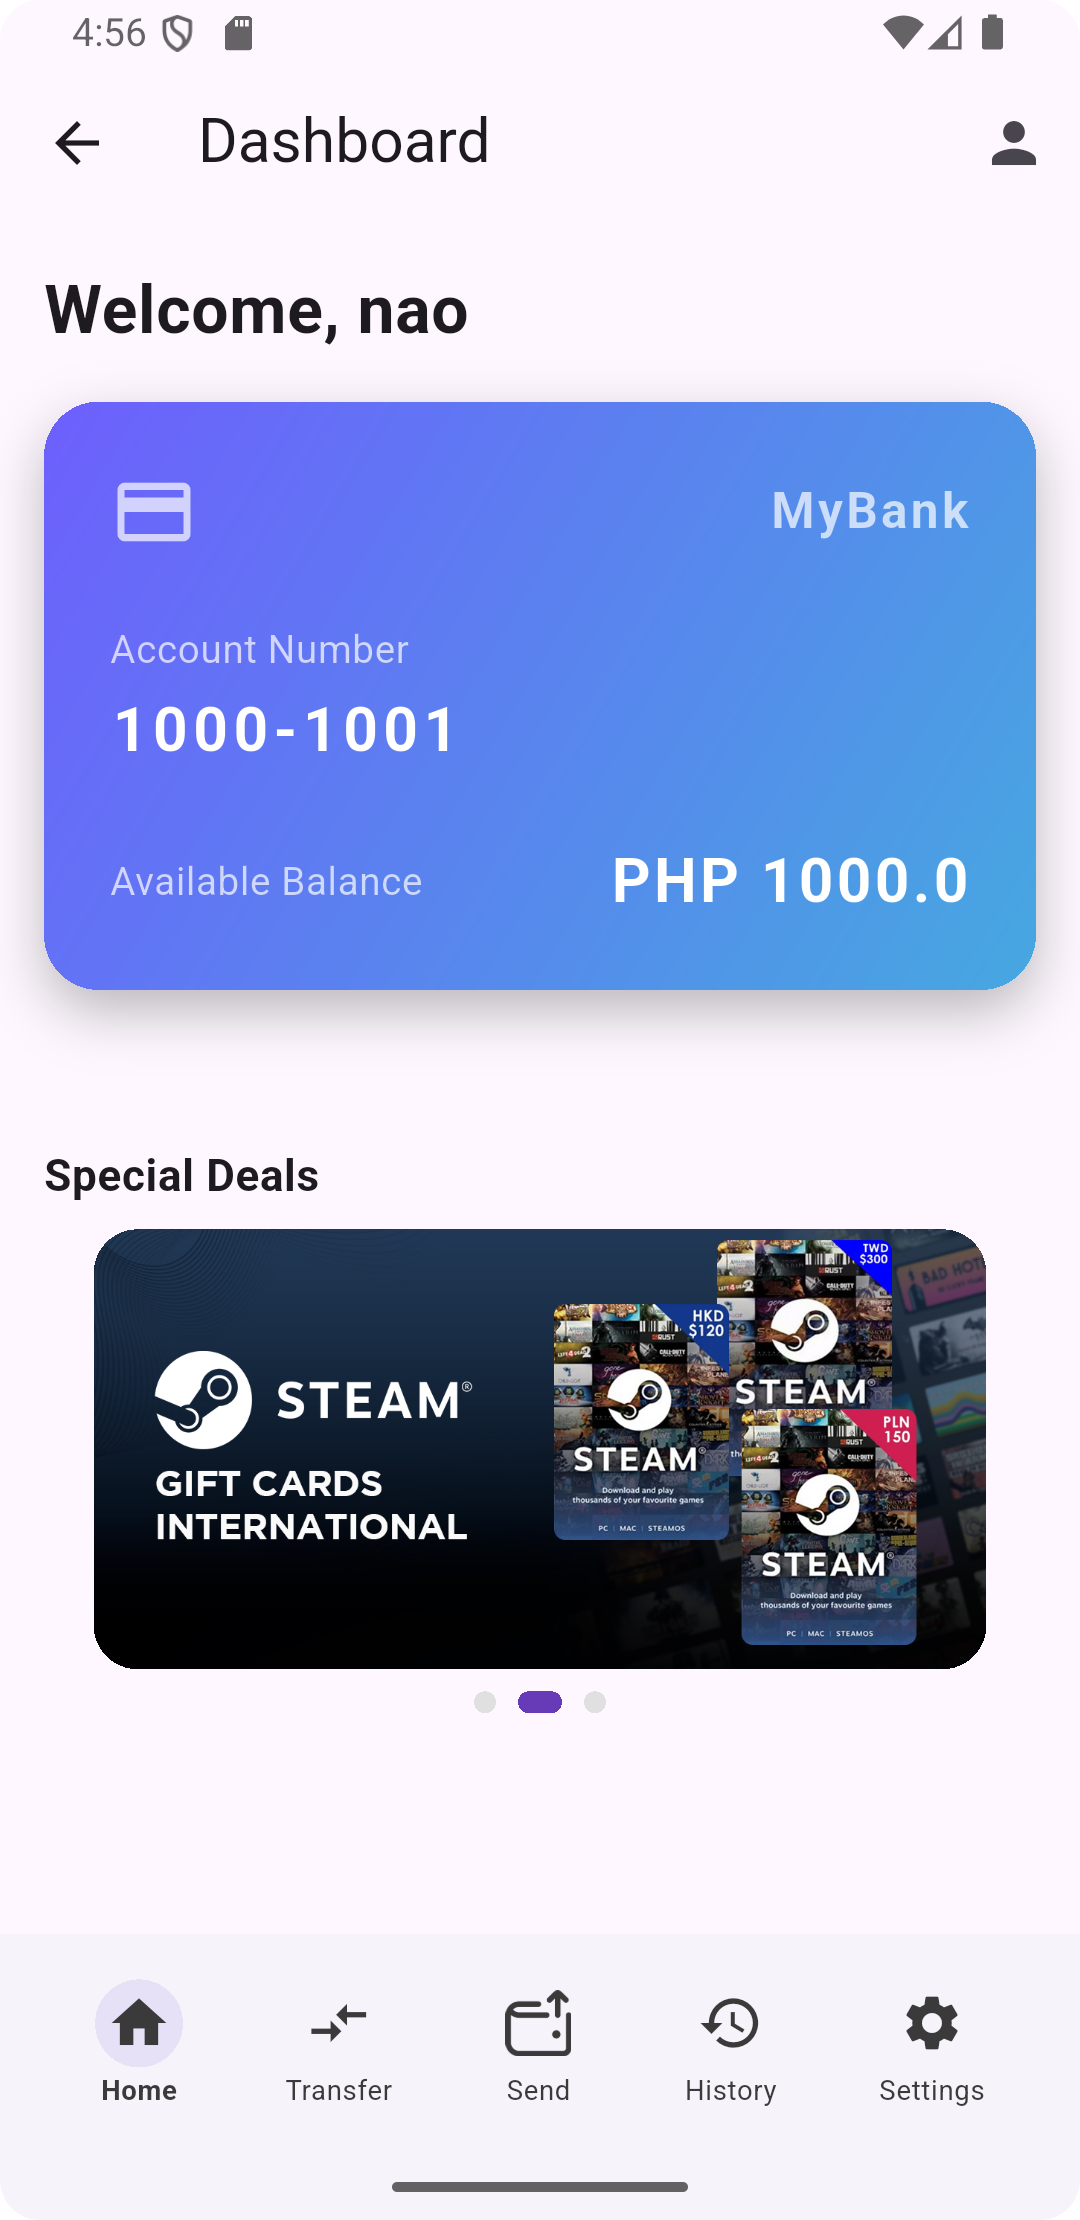 4:56
Dashboard
Welcome, nao
MyBank
Account Number
1000-1001
Available Balance
PHP 1000.0
Special Deals
STEAM®
GIFT CARDS
INTERNATIONAL
TWD
$300
STEAM®
HKD
$120
STEAM®
Download and play
thousands of your favourite games
PC | MAC | STEAMOS
PLN
150
STEAM®
Download and play
thousands of your favourite games
PC | MAC | STEAMOS
BAD HOT
Home
Transfer
Send
History
Settings